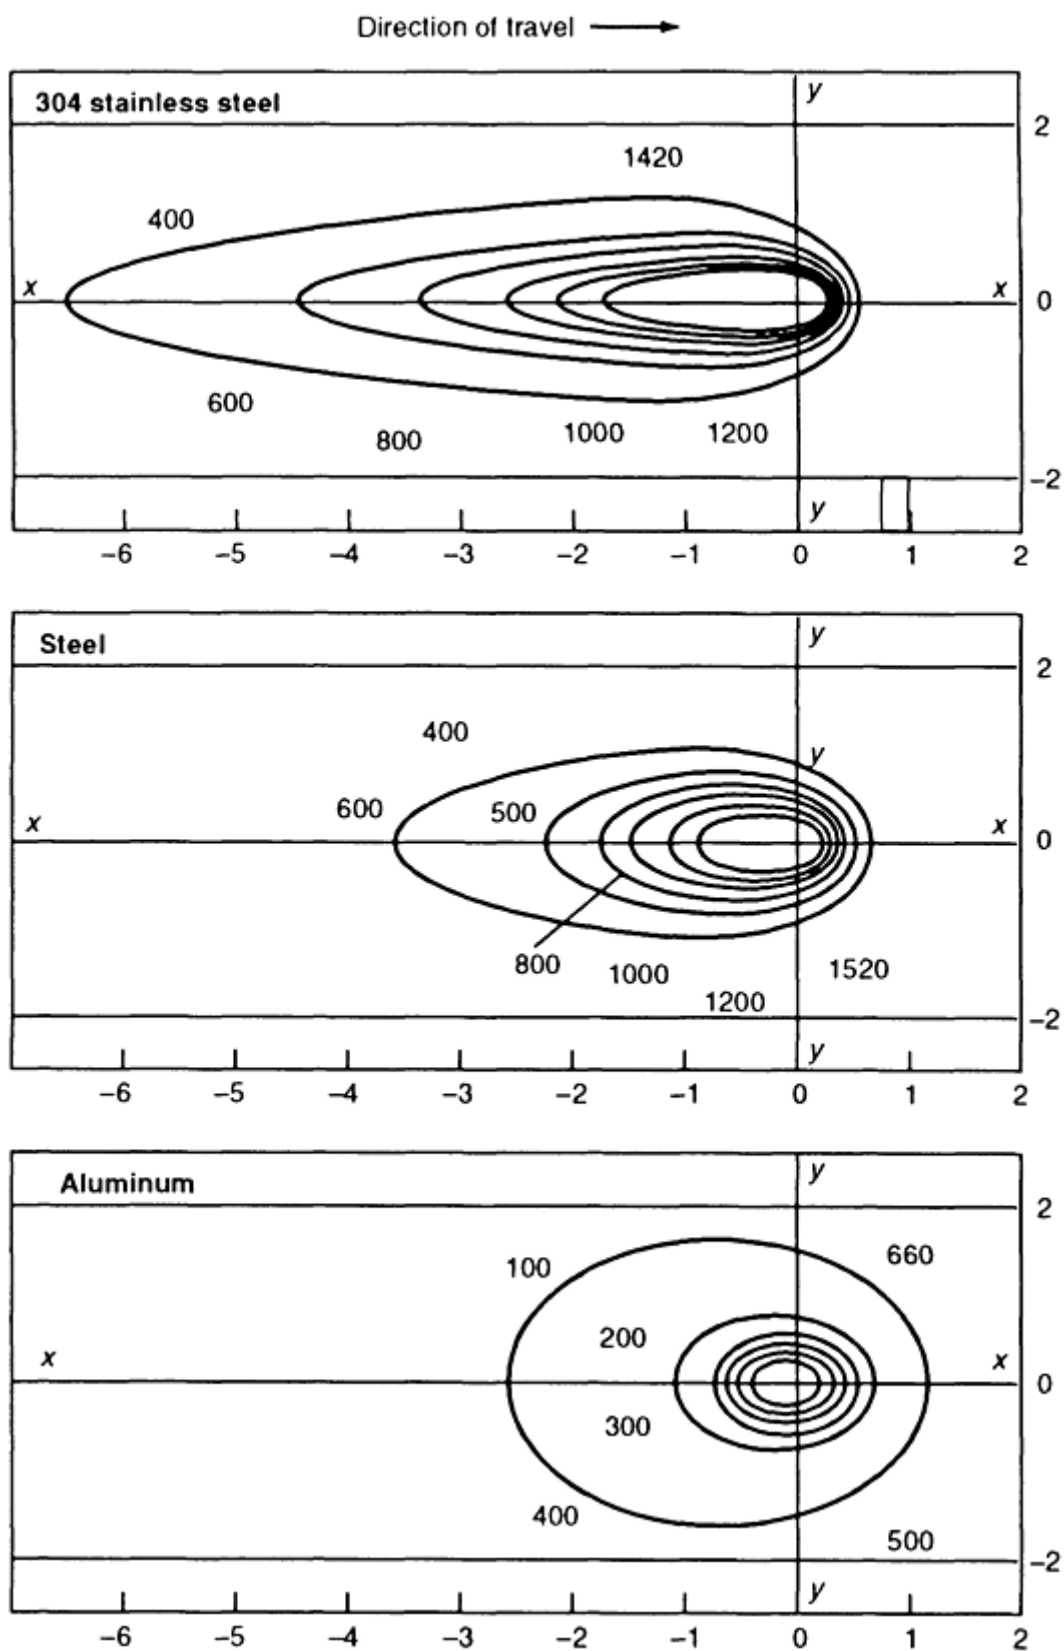 Direction of travel
304 stainless steel
y
2
1420
400
x
x
0
600
800
1000
1200
-2
y
-6 -5 -4 -3 -2 -1 0 1 2
Steel
y
2
400
y
600
500
x
x
0
800
1000
1520
1200
-2
y
-6 -5 -4 -3 -2 -1 0 1 2
Aluminum
y
2
100
660
200
x
x
0
300
400
500
-2
y
-6 -5 -4 -3 -2 -1 0 1 2